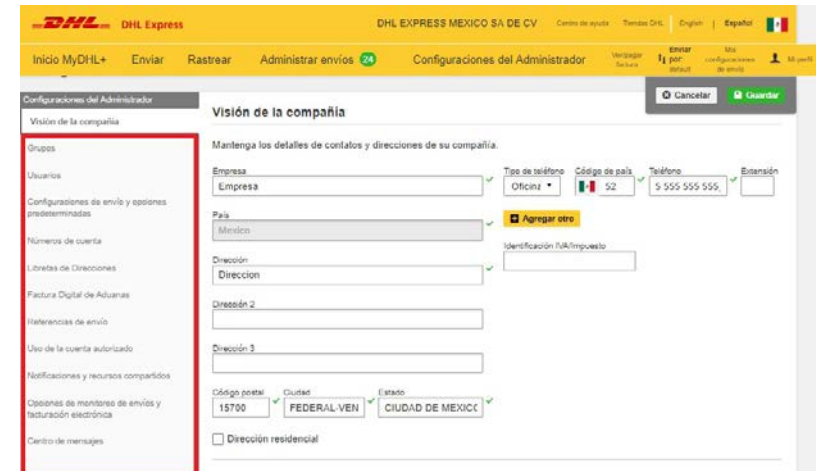 DHL DHL Express
DHL EXPRESS MEXICO SA DE CV Centro de ayuda Tiendas DHL English | Español
Inicio MyDHL+ Enviar Rastrear Administrar envíos 24 Configuraciones del Administrador Ver/pagar factura Enviar por default Mis configuraciones de envío Mi perfil
Cancelar Guardar
Configuraciones del Administrador
Visión de la compañía
Grupos
Usuarios
Configuraciones de envío y opciones
predeterminadas
Números de cuenta
Libretas de Direcciones
Factura Digital de Aduanas
Referencias de envío
Uso de la cuenta autorizado
Notificaciones y recursos compartidos
Opciones de monitoreo de envíos y
facturación electrónica
Centro de mensajes
Visión de la compañía
Mantenga los detalles de contatos y direcciones de su compañía.
Empresa
Empresa
Tipo de teléfono Código de país Teléfono Extensión
Oficina 52 5 555 555 555
País
Mexico
Agregar otro
Identificación IVA/Impuesto
Dirección
Direccion
Dirección 2
Dirección 3
Código postal Ciudad Estado
15700 FEDERAL-VEN CIUDAD DE MEXICO
Dirección residencial